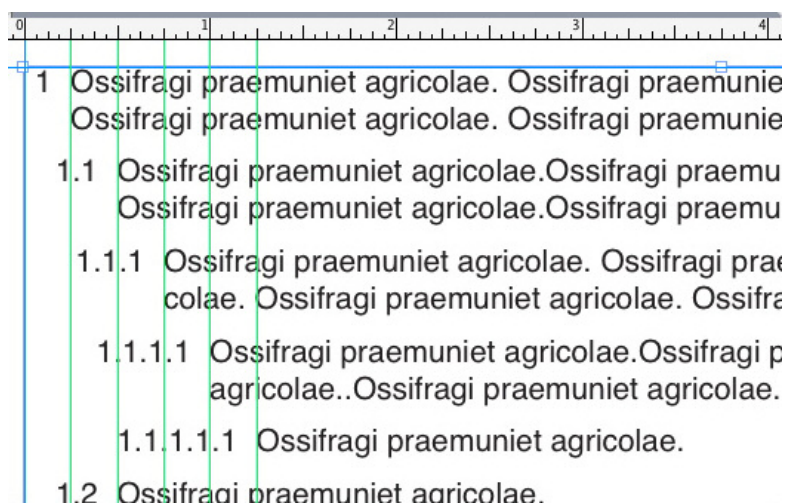 0 1 2 3 4
1 Ossifragi praemuniet agricolae. Ossifragi praemunie
Ossifragi praemuniet agricolae. Ossifragi praemunie
1.1 Ossifragi praemuniet agricolae.Ossifragi praemu
Ossifragi praemuniet agricolae.Ossifragi praemu
1.1.1 Ossifragi praemuniet agricolae. Ossifragi prae
colae. Ossifragi praemuniet agricolae. Ossifra
1.1.1.1 Ossifragi praemuniet agricolae.Ossifragi p
agricolae..Ossifragi praemuniet agricolae.
1.1.1.1.1 Ossifragi praemuniet agricolae.
1.2 Ossifragi praemuniet agricolae.